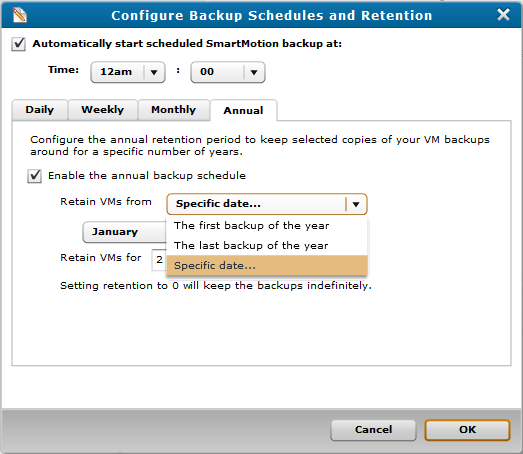 Configure Backup Schedules and Retention
Automatically start scheduled SmartMotion backup at:
Time: 12am : 00
Daily Weekly Monthly Annual
Configure the annual retention period to keep selected copies of your VM backups
around for a specific number of years.
Enable the annual backup schedule
Retain VMs from Specific date...
The first backup of the year
January
The last backup of the year
Retain VMs for 2
Specific date...
Setting retention to 0 will keep the backups indefinitely.
Cancel OK